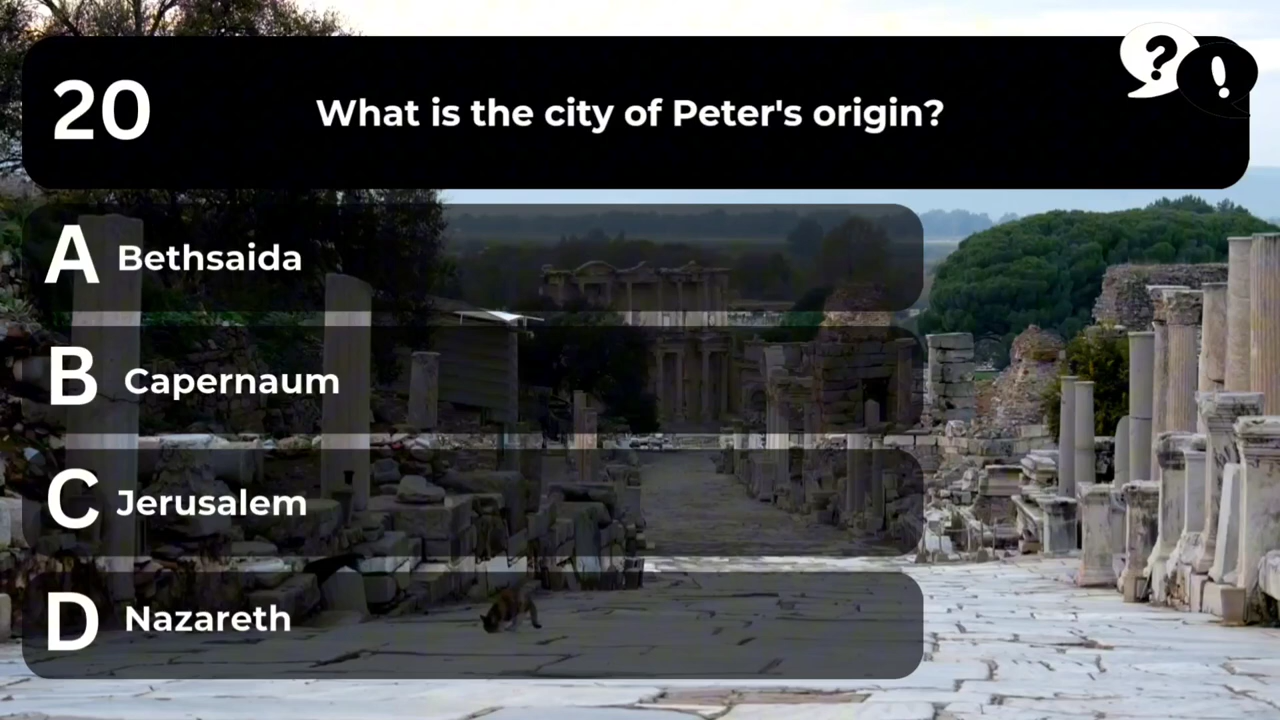 20
What is the city of Peter's origin?
A Bethsaida
B Capernaum
C Jerusalem
D Nazareth
? !